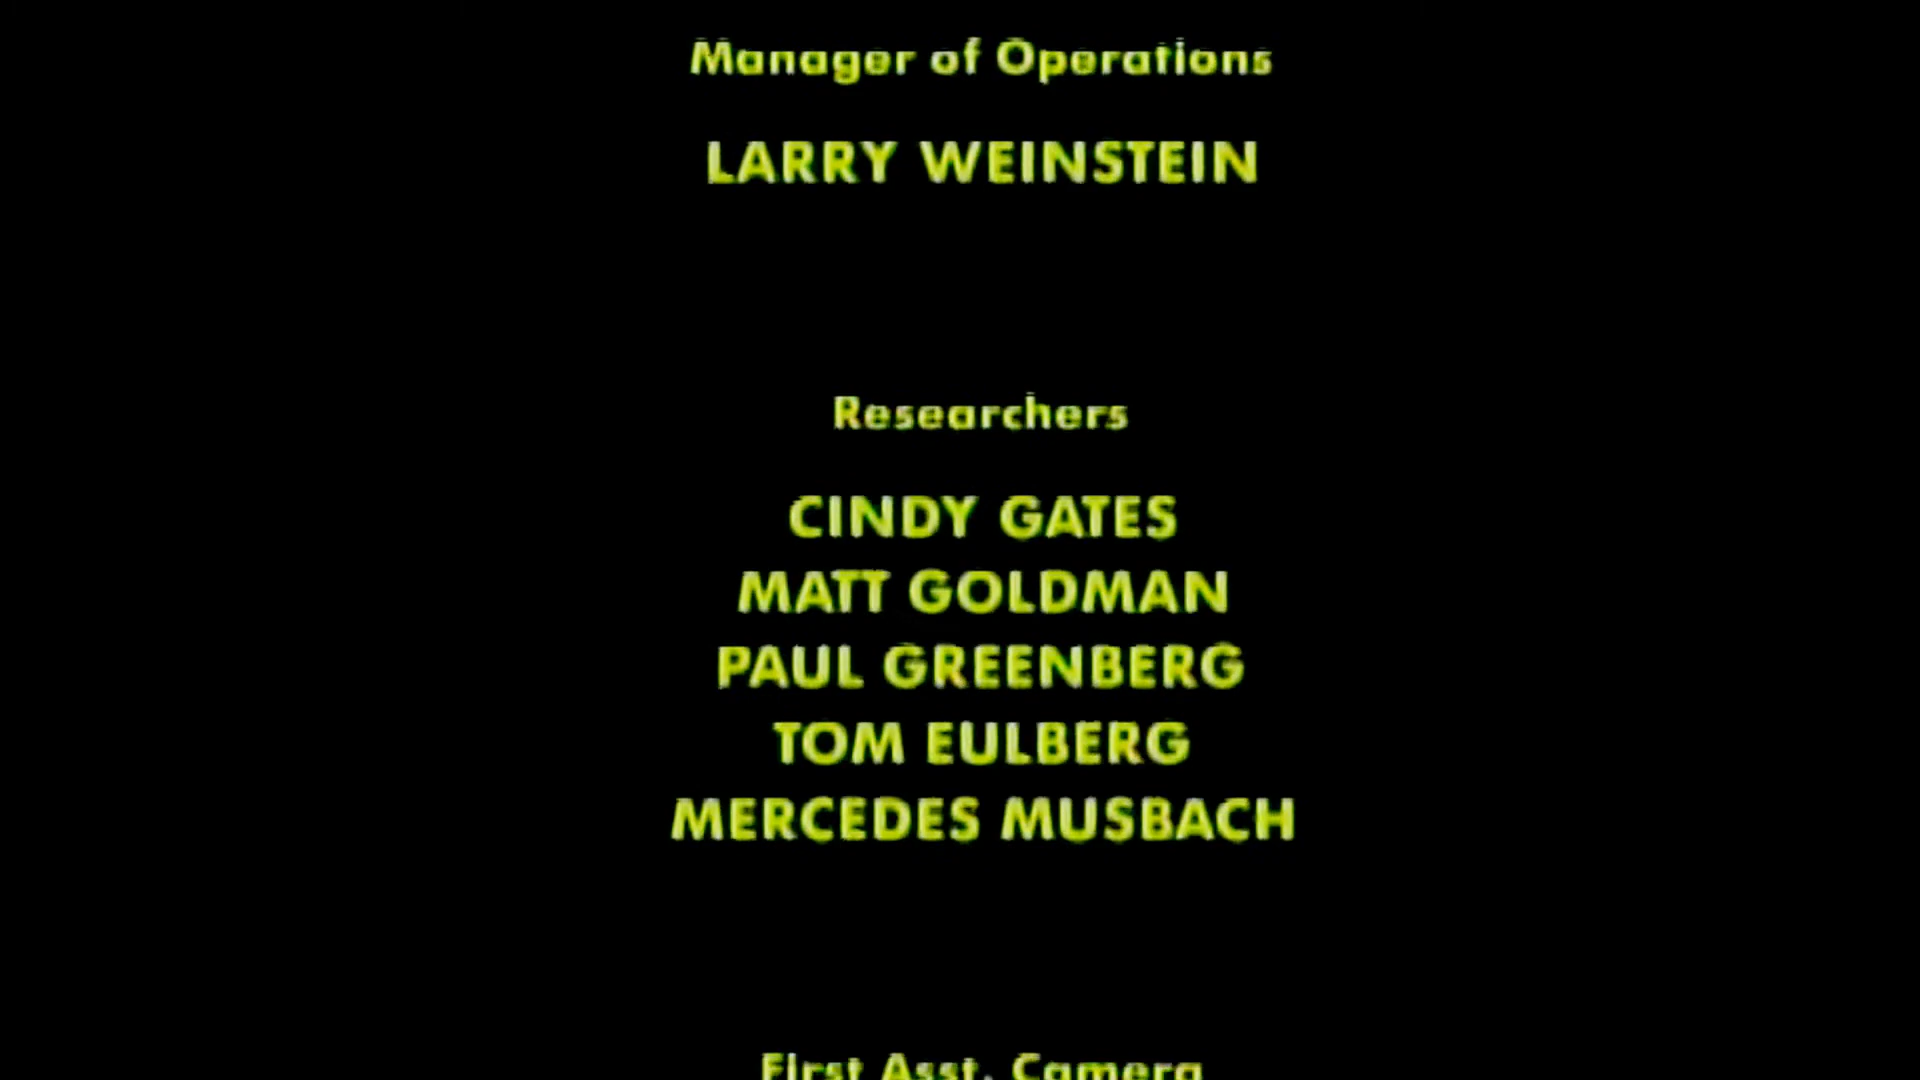 Manager of Operations
LARRY WEINSTEIN
Researchers
CINDY GATES
MATT GOLDMAN
PAUL GREENBERG
TOM EULBERG
MERCEDES MUSBACH
First Asst. Camera